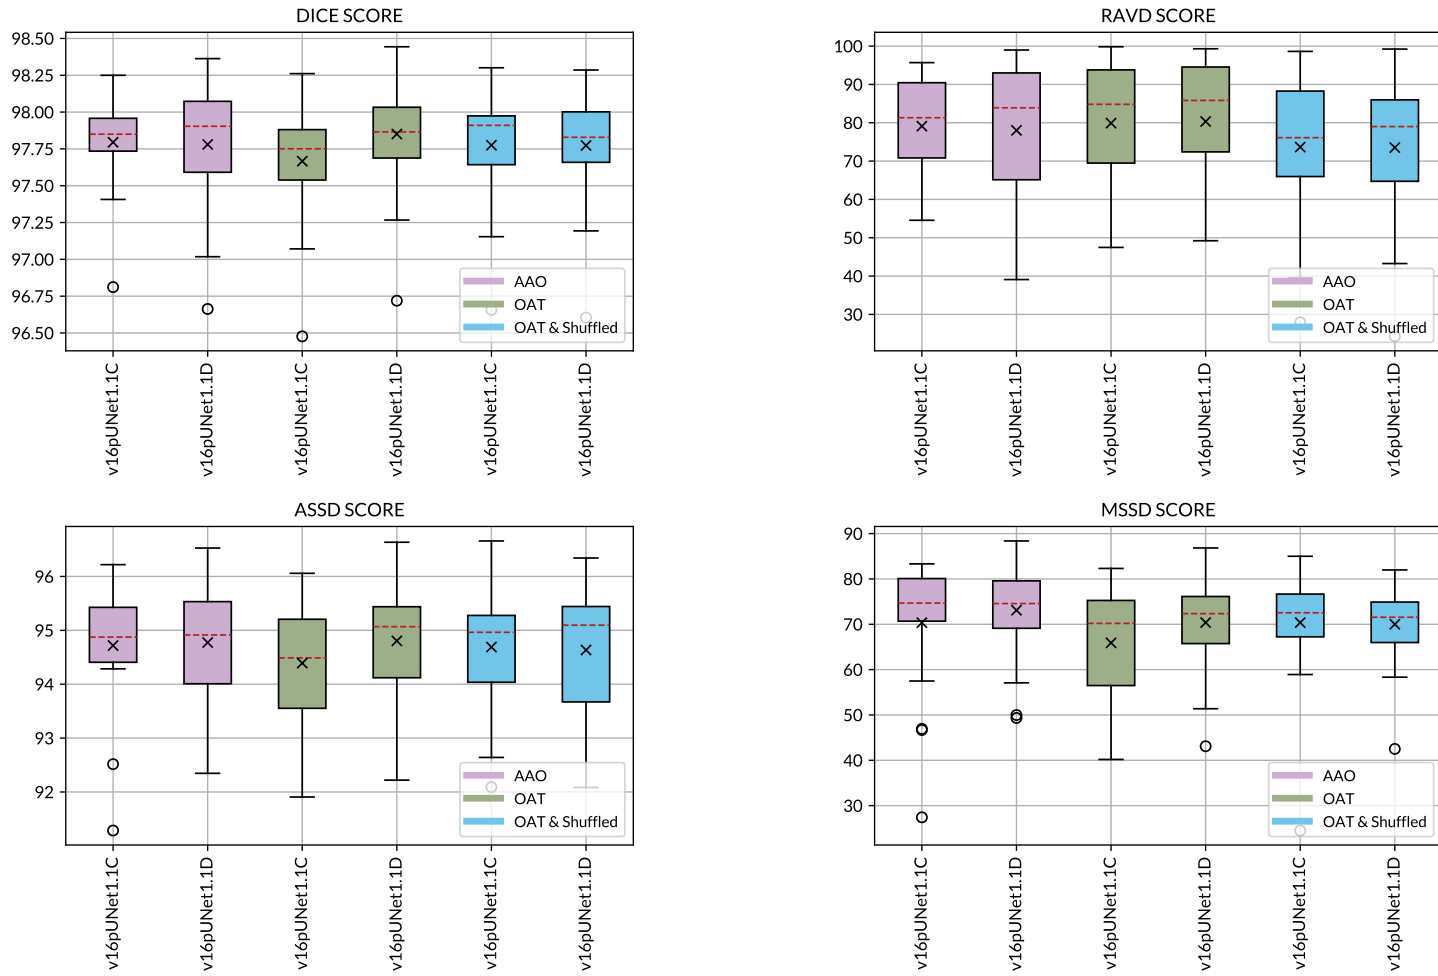 DICE SCORE
98.50
98.25
98.00
97.75
97.50
97.25
97.00
96.75
96.50
AAO
OAT
OAT & Shuffled
v16pUNet1.1C
v16pUNet1.1D
v16pUNet1.1C
v16pUNet1.1D
v16pUNet1.1C
v16pUNet1.1D
RAVD SCORE
100
90
80
70
60
50
40
30
AAO
OAT
OAT & Shuffled
v16pUNet1.1C
v16pUNet1.1D
v16pUNet1.1C
v16pUNet1.1D
v16pUNet1.1C
v16pUNet1.1D
ASSD SCORE
96
95
94
93
92
AAO
OAT
OAT & Shuffled
v16pUNet1.1C
v16pUNet1.1D
v16pUNet1.1C
v16pUNet1.1D
v16pUNet1.1C
v16pUNet1.1D
MSSD SCORE
90
80
70
60
50
40
30
AAO
OAT
OAT & Shuffled
v16pUNet1.1C
v16pUNet1.1D
v16pUNet1.1C
v16pUNet1.1D
v16pUNet1.1C
v16pUNet1.1D